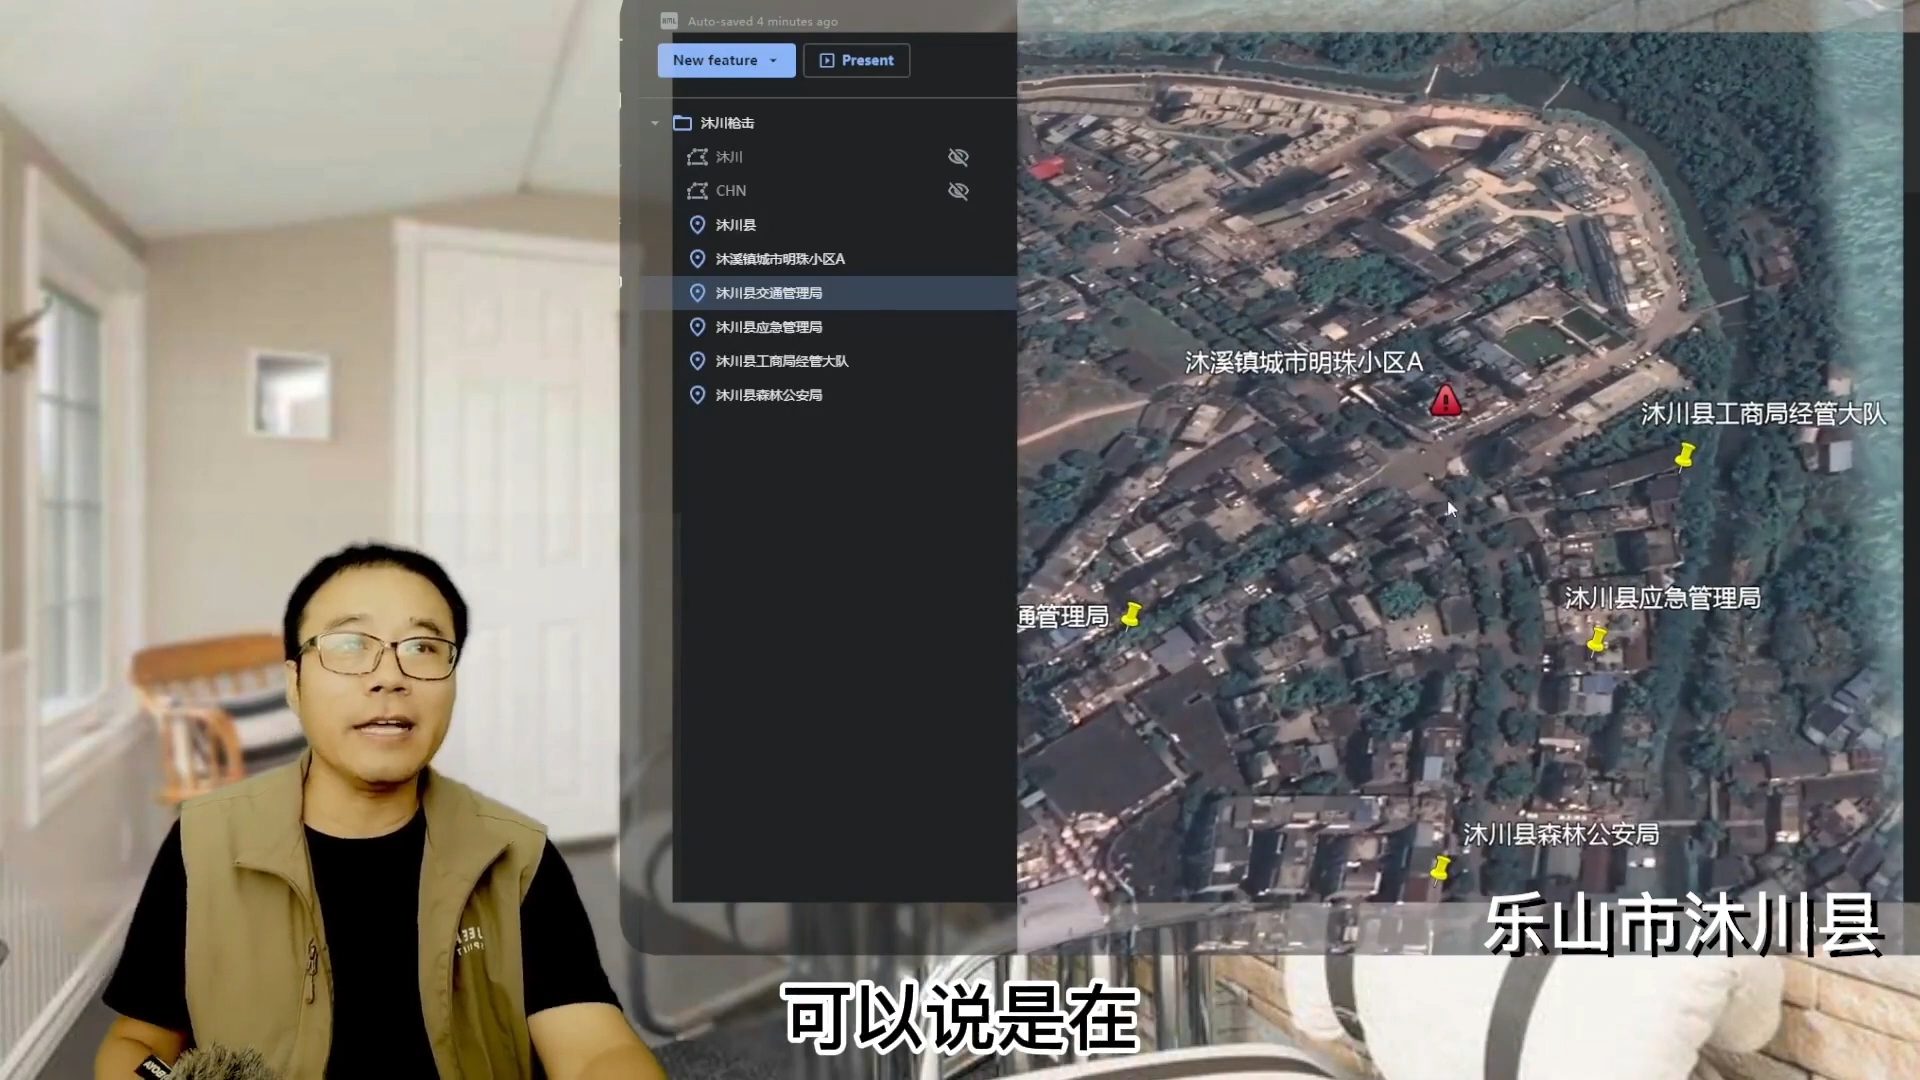 Auto-saved 4 minutes ago
New feature
Present
沐川枪击
沐川
CHN
沐川县
沐溪镇城市明珠小区A
沐川县交通管理局
沐川县应急管理局
沐川县工商局经管大队
沐川县森林公安局
沐溪镇城市明珠小区A
沐川县工商局经管大队
沐川县应急管理局
通管理局
沐川县森林公安局
乐山市沐川县
可以说是在